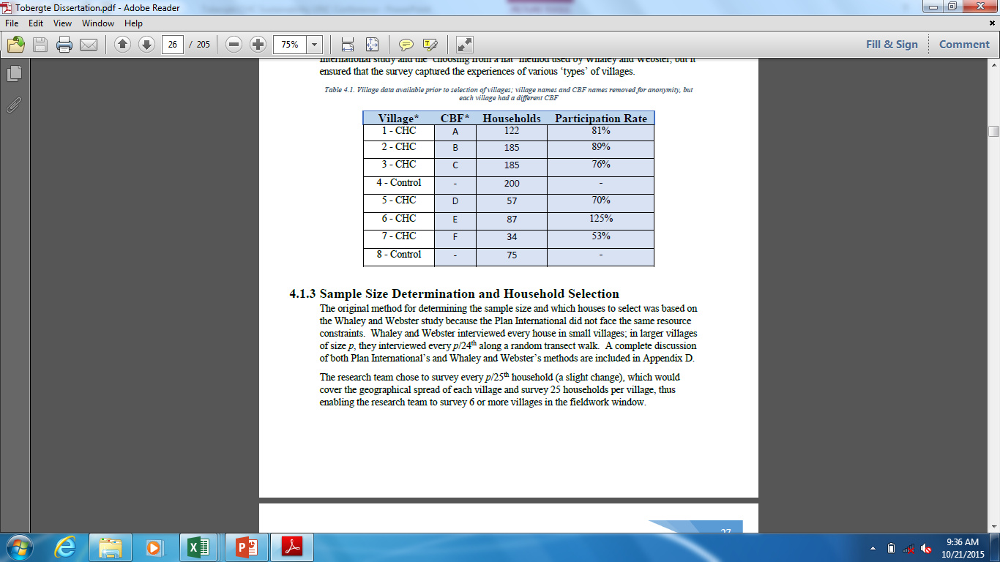 Tobergte Dissertation.pdf - Adobe Reader
File Edit View Window Help
26 / 205 75% Fill & Sign Comment
international study and the 'choosing from a hat' method used by Whaley and Webster, but it
ensured that the survey captured the experiences of various 'types' of villages.
Table 4.1. Village data available prior to selection of villages; village names and CBF names removed for anonymity, but
each village had a different CBF
Village* CBF* Households Participation Rate
1 - CHC A 122 81%
2 - CHC B 185 89%
3 - CHC C 185 76%
4 - Control - 200 -
5 - CHC D 57 70%
6 - CHC E 87 125%
7 - CHC F 34 53%
8 - Control - 75 -
4.1.3 Sample Size Determination and Household Selection
The original method for determining the sample size and which houses to select was based on
the Whaley and Webster study because the Plan International did not face the same resource
constraints. Whaley and Webster interviewed every house in small villages; in larger villages
of size p, they interviewed every p/24th along a random transect walk. A complete discussion
of both Plan International's and Whaley and Webster's methods are included in Appendix D.
The research team chose to survey every p/25th household (a slight change), which would
cover the geographical spread of each village and survey 25 households per village, thus
enabling the research team to survey 6 or more villages in the fieldwork window.
27
9:36 AM
10/21/2015